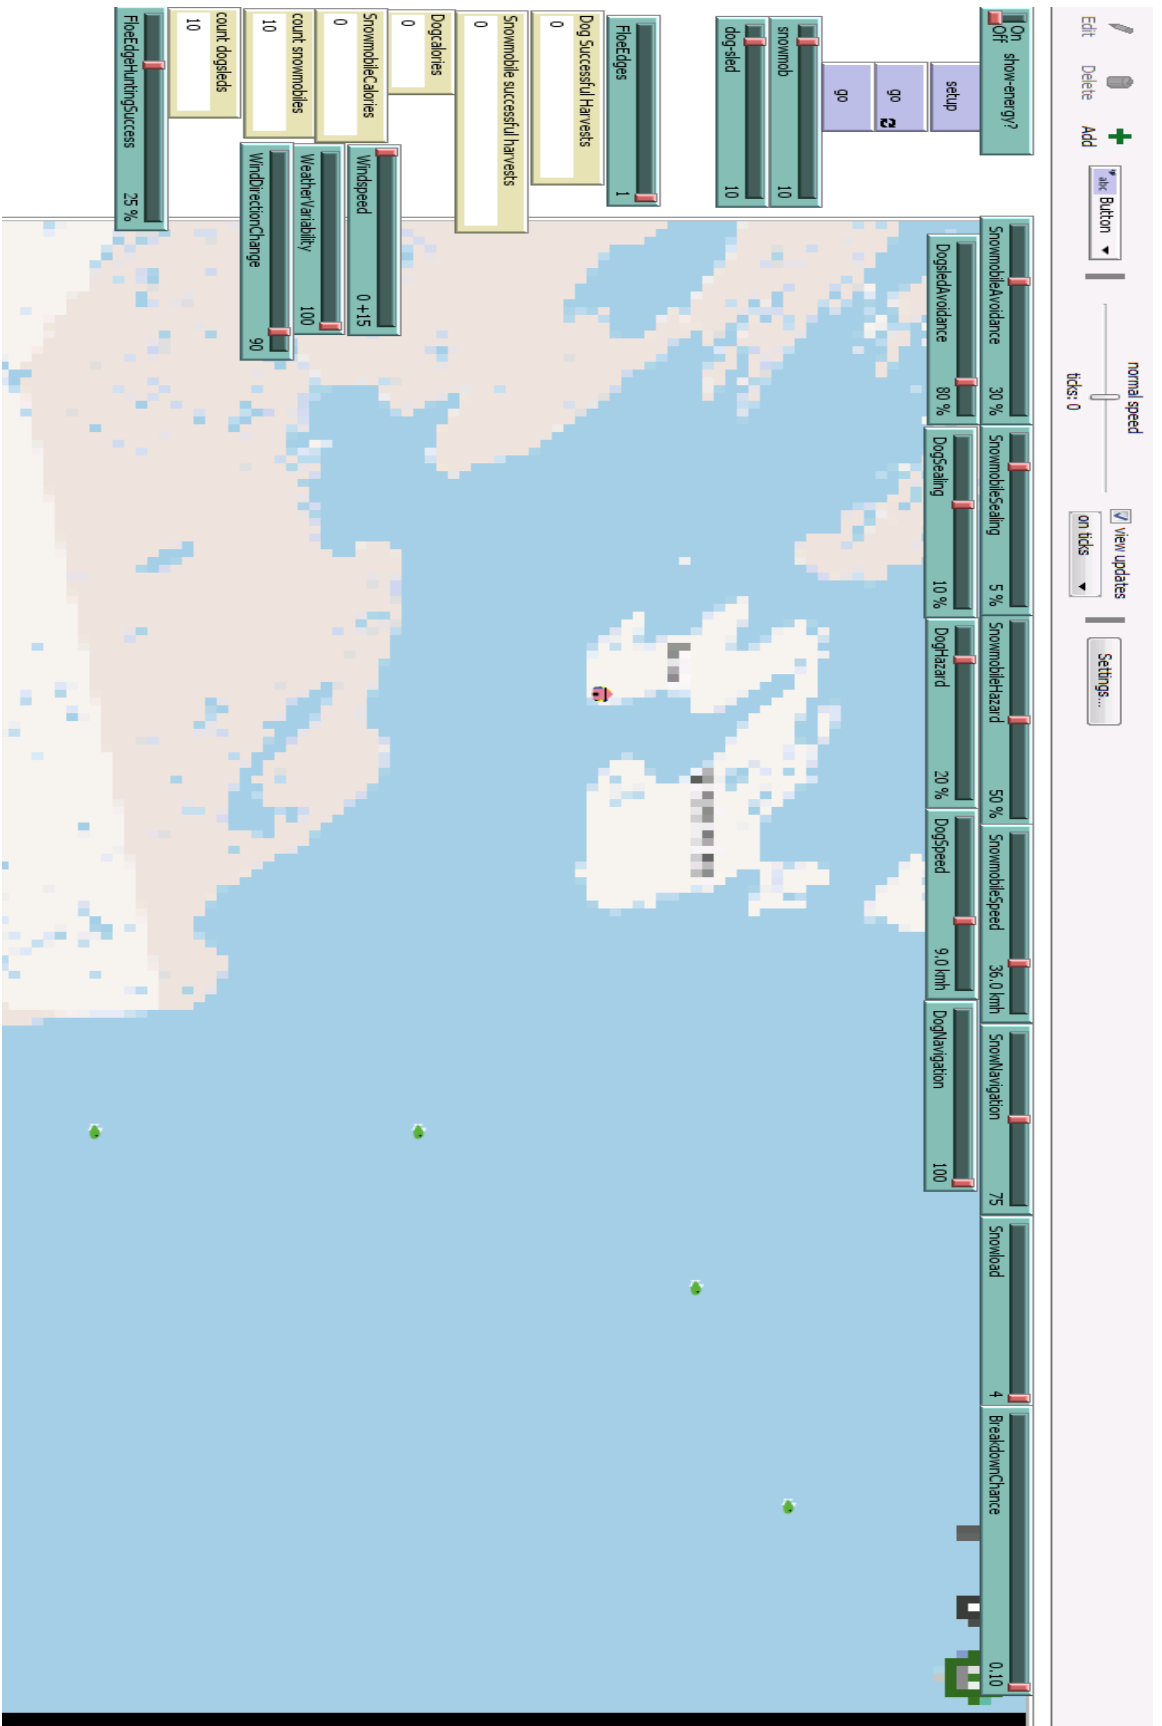 Edit
Delete
Add
abc Button
normal speed
ticks: 0
view updates
on ticks
Settings...
On
Off
show-energy?
setup
go
go
snowmob
10
dog-sled
10
FloeEdges
1
Dog Successful Harvests
0
Snowmobile successful harvests
0
Dogcalories
0
SnowmobileCalories
0
count snowmobiles
10
count dogsleds
10
FloeEdgeHuntingSuccess
25 %
Windspeed
0 +15
WeatherVariability
100
WindDirectionChange
90
SnowmobileAvoidance
30 %
SnowmobileSealing
5 %
SnowmobileHazard
50 %
SnowmobileSpeed
36.0 kmh
SnowNavigation
75
Snowload
4
BreakdownChance
0.10
DogsledAvoidance
80 %
DogSealing
10 %
DogHazard
20 %
DogSpeed
9.0 kmh
DogNavigation
100